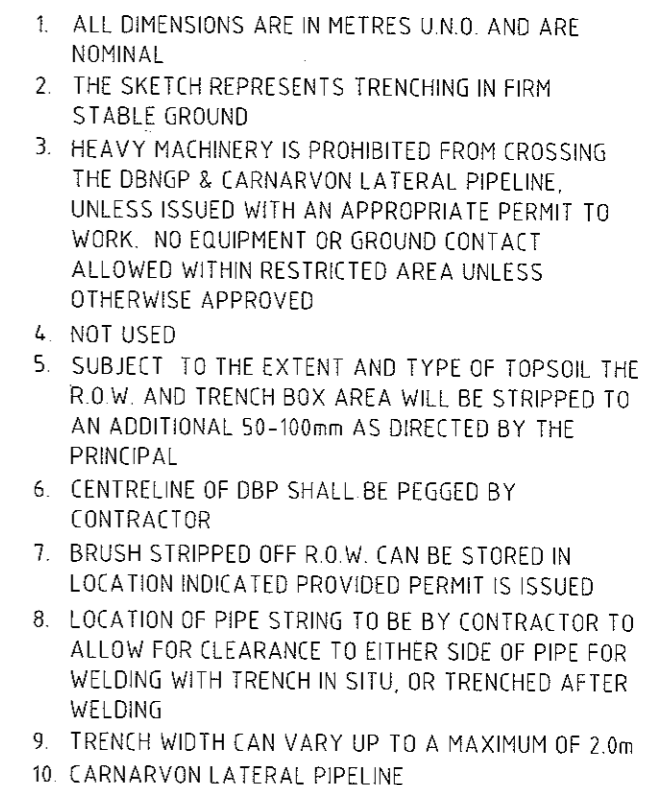 1. ALL DIMENSIONS ARE IN METRES U.N.O. AND ARE
NOMINAL
2. THE SKETCH REPRESENTS TRENCHING IN FIRM
STABLE GROUND
3. HEAVY MACHINERY IS PROHIBITED FROM CROSSING
THE DBNGP & CARNARVON LATERAL PIPELINE,
UNLESS ISSUED WITH AN APPROPRIATE PERMIT TO
WORK. NO EQUIPMENT OR GROUND CONTACT
ALLOWED WITHIN RESTRICTED AREA UNLESS
OTHERWISE APPROVED
4. NOT USED
5. SUBJECT TO THE EXTENT AND TYPE OF TOPSOIL THE
R.O.W. AND TRENCH BOX AREA WILL BE STRIPPED TO
AN ADDITIONAL 50-100mm AS DIRECTED BY THE
PRINCIPAL
6. CENTRELINE OF DBP SHALL BE PEGGED BY
CONTRACTOR
7. BRUSH STRIPPED OFF R.O.W. CAN BE STORED IN
LOCATION INDICATED PROVIDED PERMIT IS ISSUED
8. LOCATION OF PIPE STRING TO BE BY CONTRACTOR TO
ALLOW FOR CLEARANCE TO EITHER SIDE OF PIPE FOR
WELDING WITH TRENCH IN SITU, OR TRENCHED AFTER
WELDING
9. TRENCH WIDTH CAN VARY UP TO A MAXIMUM OF 2.0m
10. CARNARVON LATERAL PIPELINE